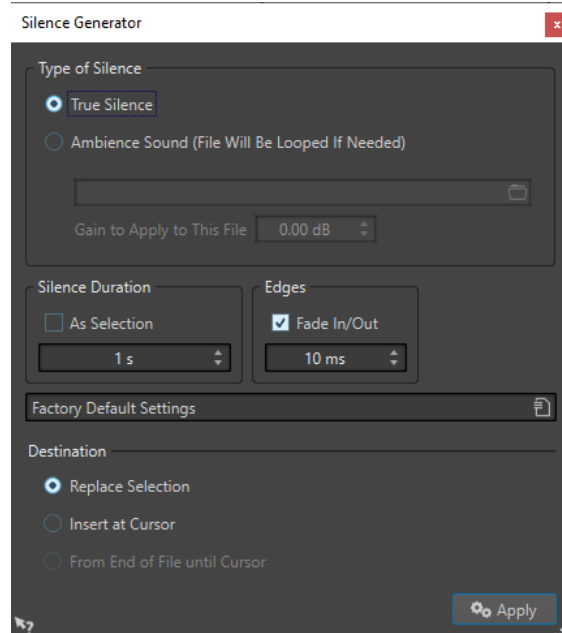 Silence Generator
x
Type of Silence
True Silence
Ambience Sound (File Will Be Looped If Needed)
Gain to Apply to This File 0.00 dB
Silence Duration
As Selection
1 s
Edges
Fade In/Out
10 ms
Factory Default Settings
Destination
Replace Selection
Insert at Cursor
From End of File until Cursor
?
Apply